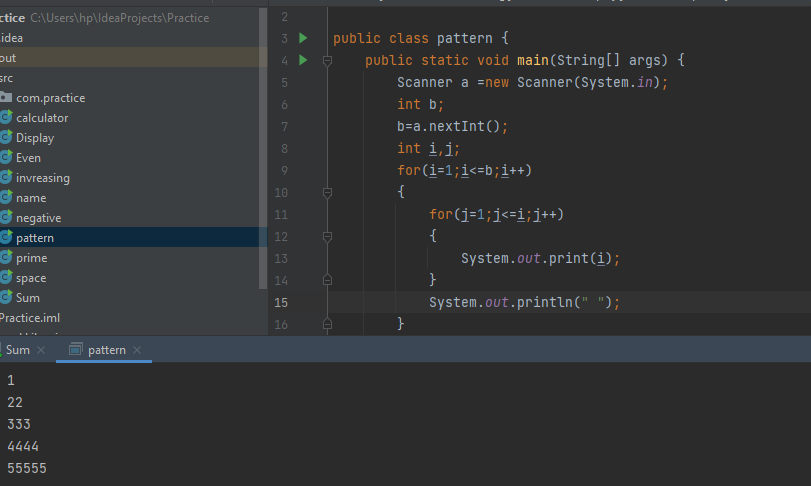 ctice C:\Users\hp\IdeaProjects\Practice
.idea
out
src
com.practice
calculator
Display
Even
invreasing
name
negative
pattern
prime
space
Sum
Practice.iml
2
3 public class pattern {
4 public static void main(String[] args) {
5 Scanner a =new Scanner(System.in);
6 int b;
7 b=a.nextInt();
8 int i,j;
9 for(i=1;i<=b;i++)
10 {
11 for(j=1;j<=i;j++)
12 {
13 System.out.print(i);
14 }
15 System.out.println(" ");
16 }
Sum × pattern ×
1
22
333
4444
55555